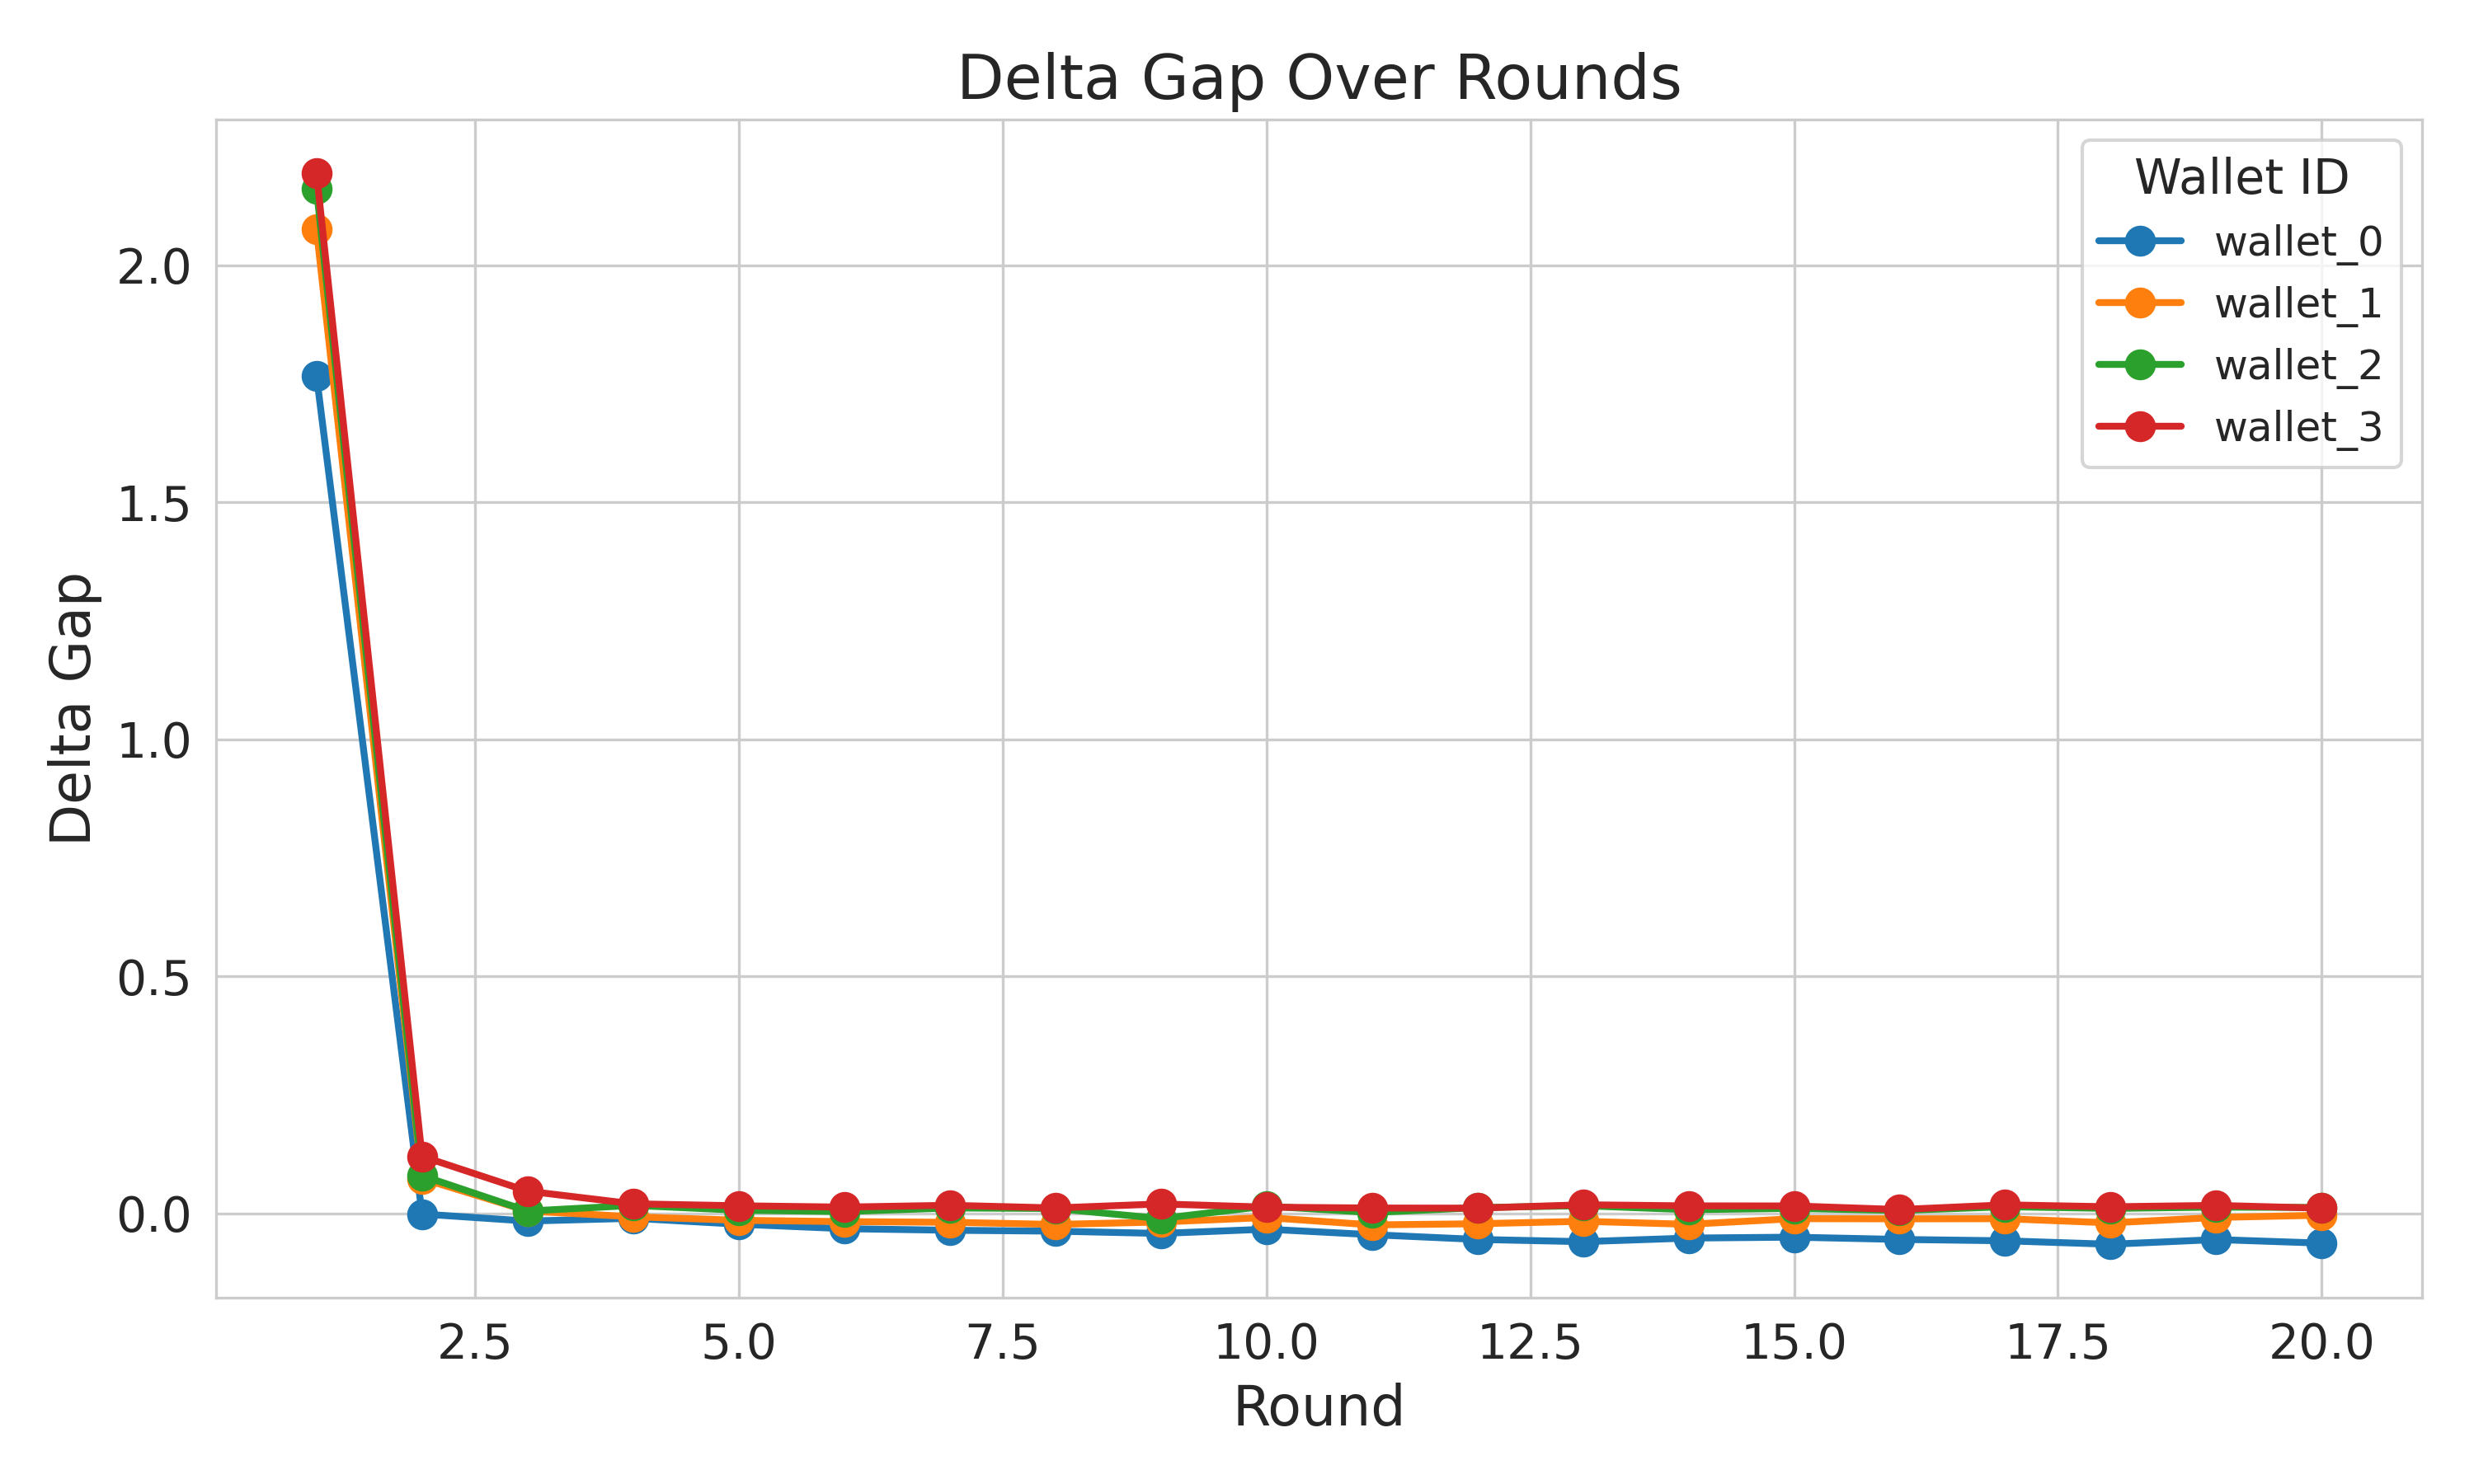 Delta Gap Over Rounds
Wallet ID
wallet_0
wallet_1
wallet_2
wallet_3
Delta Gap
2.0
1.5
1.0
0.5
0.0
2.5 5.0 7.5 10.0 12.5 15.0 17.5 20.0
Round